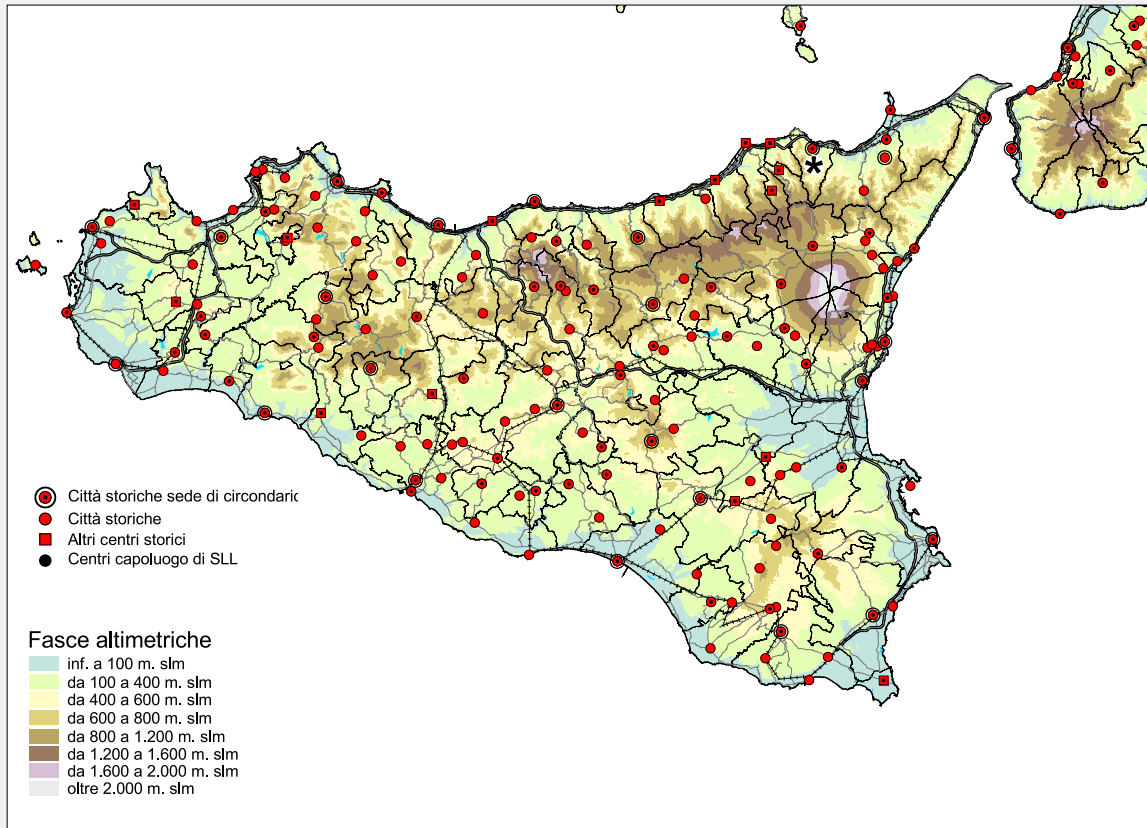 Città storiche sede di circondaric
Città storiche
Altri centri storici
Centri capoluogo di SLL
Fasce altimetriche
inf. a 100 m. slm
da 100 a 400 m. slm
da 400 a 600 m. slm
da 600 a 800 m. slm
da 800 a 1.200 m. slm
da 1.200 a 1.600 m. slm
da 1.600 a 2.000 m. slm
oltre 2.000 m. slm